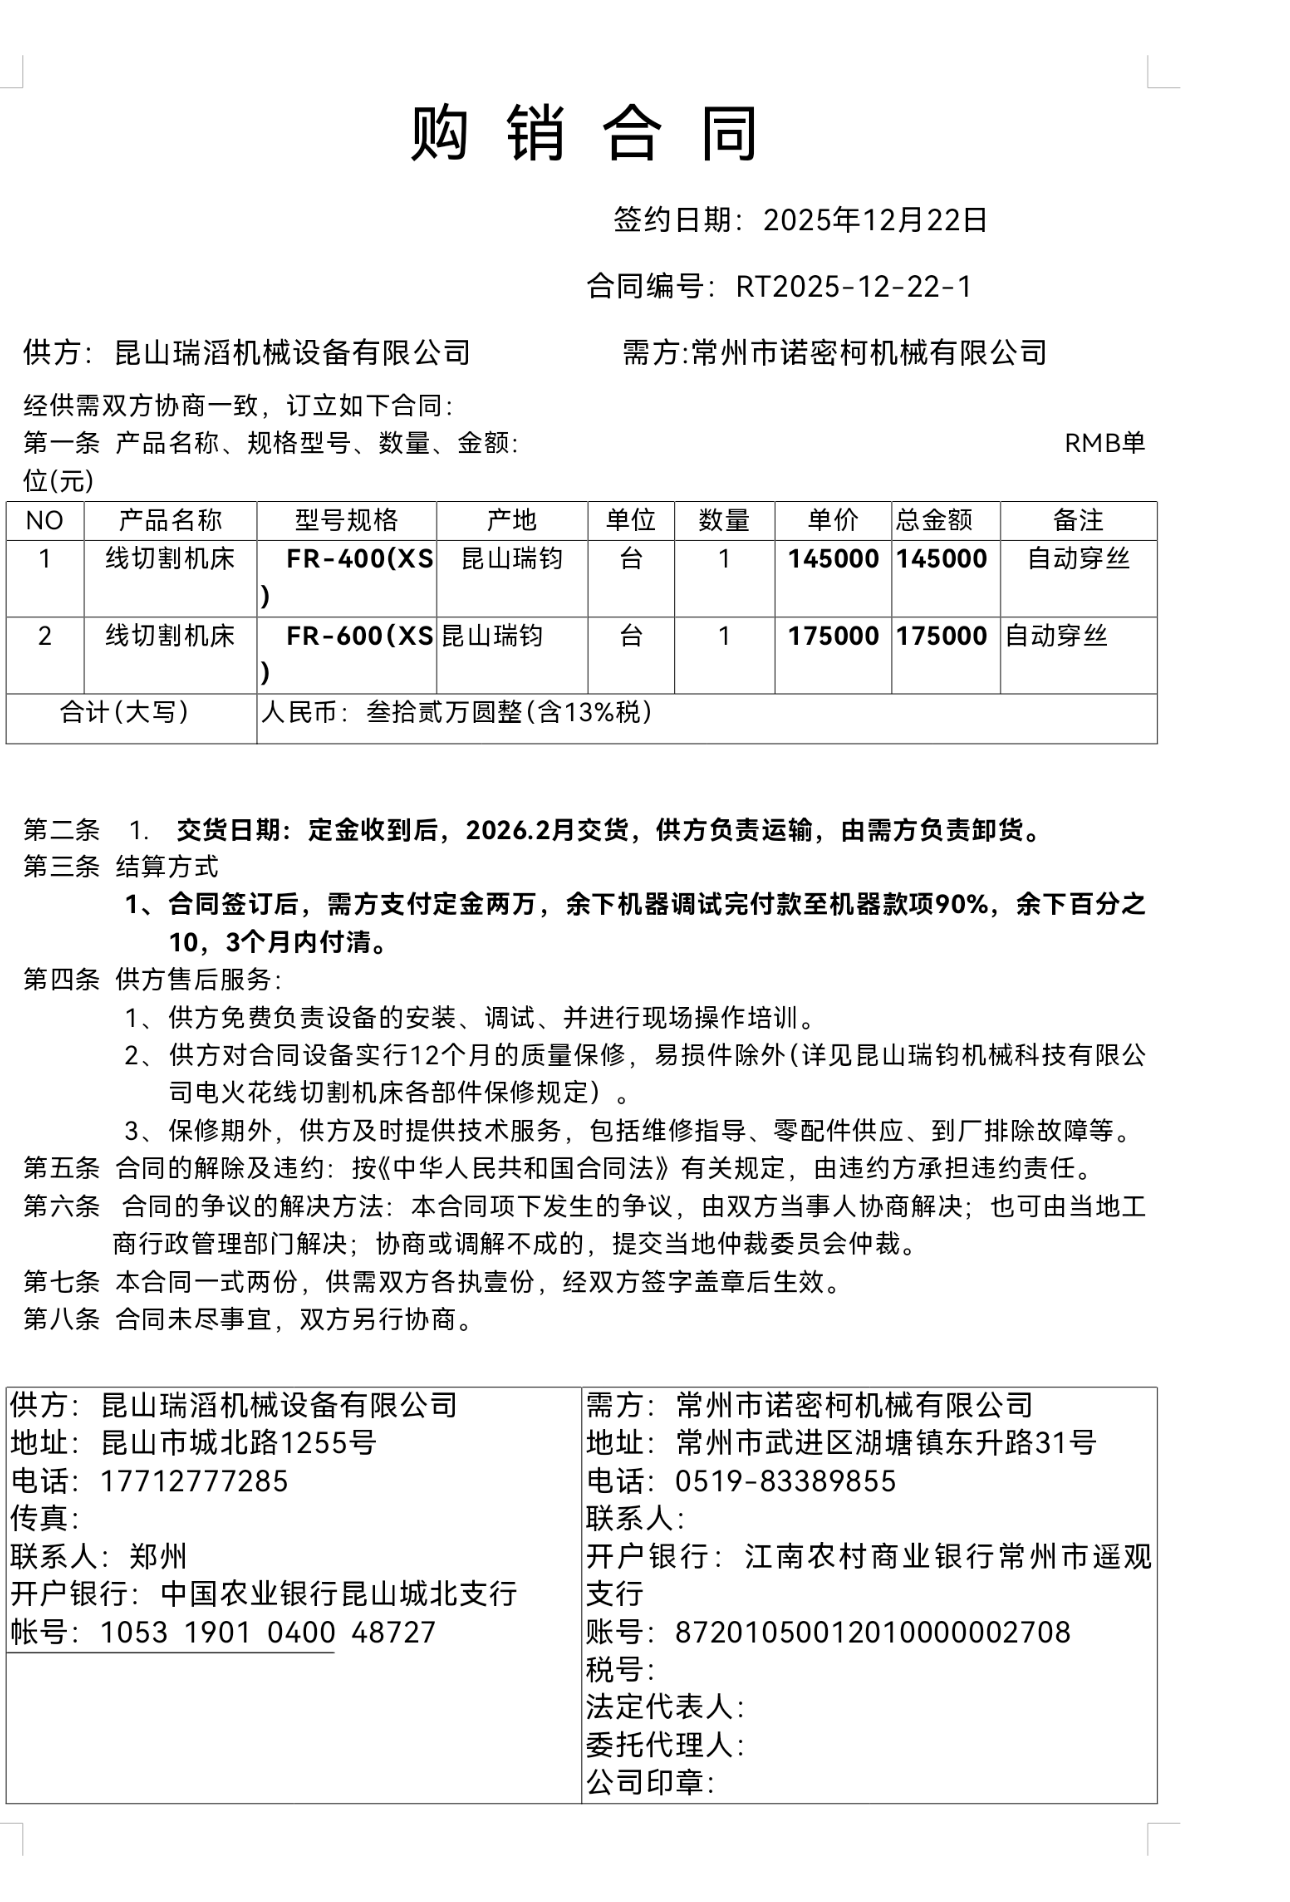 购 销 合 同
签约日期：2025年12月22日
合同编号：RT2025-12-22-1
供方：昆山瑞滔机械设备有限公司 需方:常州市诺密柯机械有限公司
经供需双方协商一致，订立如下合同：
第一条 产品名称、规格型号、数量、金额： RMB单
位(元)
NO 产品名称 型号规格 产地 单位 数量 单价 总金额 备注
1 线切割机床 FR-400(XS 昆山瑞钧 台 1 145000 145000 自动穿丝
)
2 线切割机床 FR-600(XS 昆山瑞钧 台 1 175000 175000 自动穿丝
)
合计(大写) 人民币：叁拾贰万圆整(含13%税)
第二条 1. 交货日期：定金收到后，2026.2月交货，供方负责运输，由需方负责卸货。
第三条 结算方式
1、合同签订后，需方支付定金两万，余下机器调试完付款至机器款项90%，余下百分之
10，3个月内付清。
第四条 供方售后服务：
1、供方免费负责设备的安装、调试、并进行现场操作培训。
2、供方对合同设备实行12个月的质量保修，易损件除外(详见昆山瑞钧机械科技有限公
司电火花线切割机床各部件保修规定）。
3、保修期外，供方及时提供技术服务，包括维修指导、零配件供应、到厂排除故障等。
第五条 合同的解除及违约：按《中华人民共和国合同法》有关规定，由违约方承担违约责任。
第六条 合同的争议的解决方法：本合同项下发生的争议，由双方当事人协商解决；也可由当地工
商行政管理部门解决；协商或调解不成的，提交当地仲裁委员会仲裁。
第七条 本合同一式两份，供需双方各执壹份，经双方签字盖章后生效。
第八条 合同未尽事宜，双方另行协商。
供方：昆山瑞滔机械设备有限公司
地址：昆山市城北路1255号
电话：17712777285
传真：
联系人：郑州
开户银行：中国农业银行昆山城北支行
帐号：1053 1901 0400 48727
需方：常州市诺密柯机械有限公司
地址：常州市武进区湖塘镇东升路31号
电话：0519-83389855
联系人：
开户银行：江南农村商业银行常州市遥观
支行
账号：87201050012010000002708
税号：
法定代表人：
委托代理人：
公司印章：